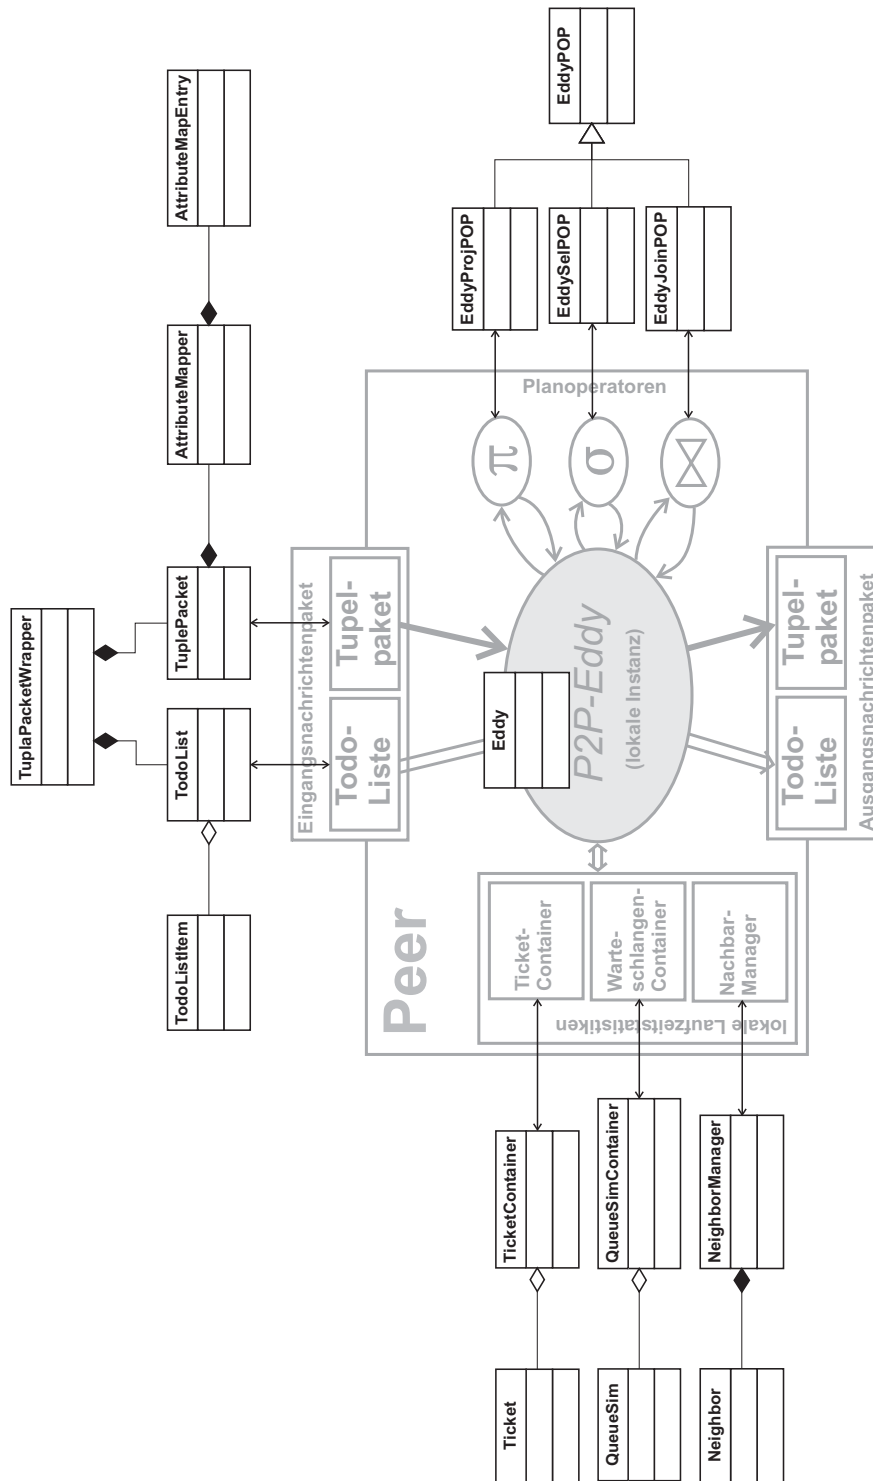 TuplaPacketWrapper
TodoListItem
TodoList
TuplePacket
AttributeMapper
AttributeMapEntry
Peer
Eingangsnachrichtenpaket
Todo-
Liste
Tupel-
paket
Ticket
TicketContainer
Ticket-
Container
QueueSim
QueueSimContainer
Warte-
schlangen-
Container
Neighbor
NeighborManager
Nachbar-
Manager
lokale Laufzeitstatistiken
Eddy
P2P-Eddy
(lokale Instanz)
π
σ
⋈
Planoperatoren
EddyProjPOP
EddySelPOP
EddyJoinPOP
EddyPOP
Todo-
Liste
Tupel-
paket
Ausgangsnachrichtenpaket